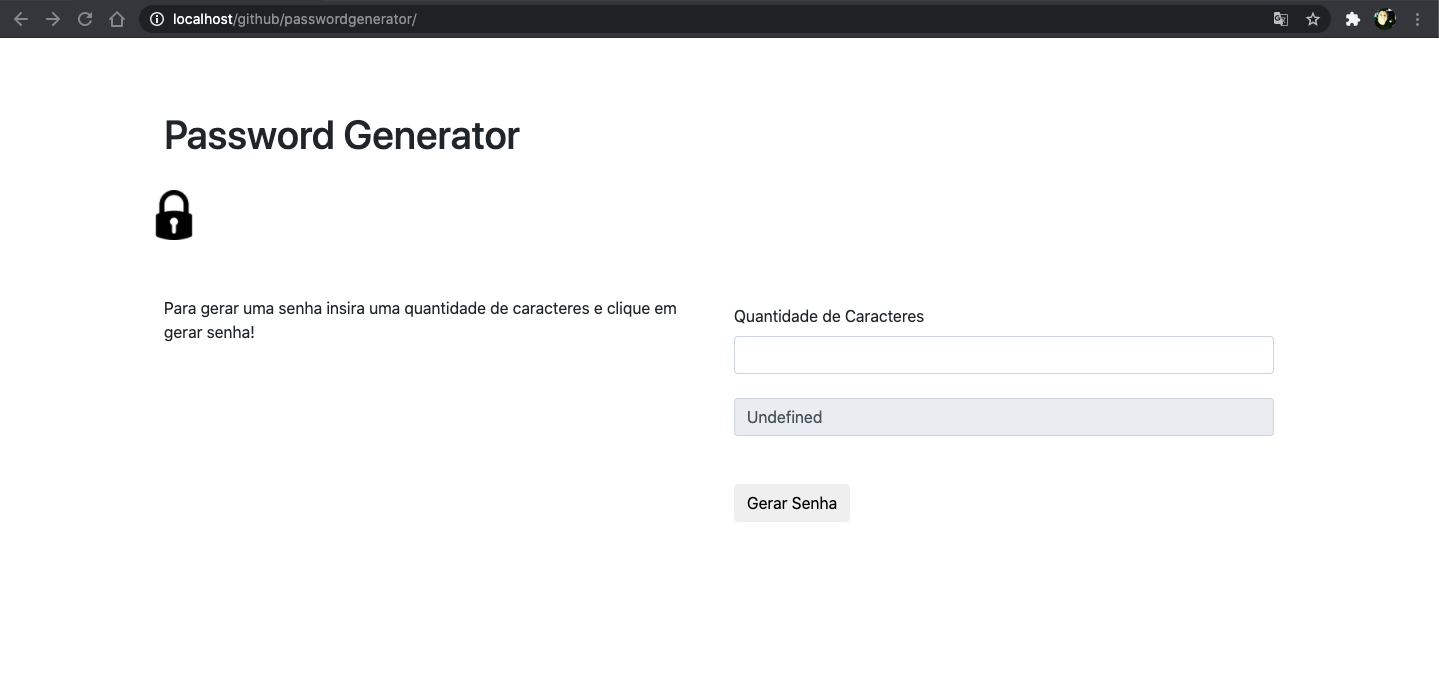 localhost/github/passwordgenerator/
Password Generator
Para gerar uma senha insira uma quantidade de caracteres e clique em
gerar senha!
Quantidade de Caracteres
Undefined
Gerar Senha